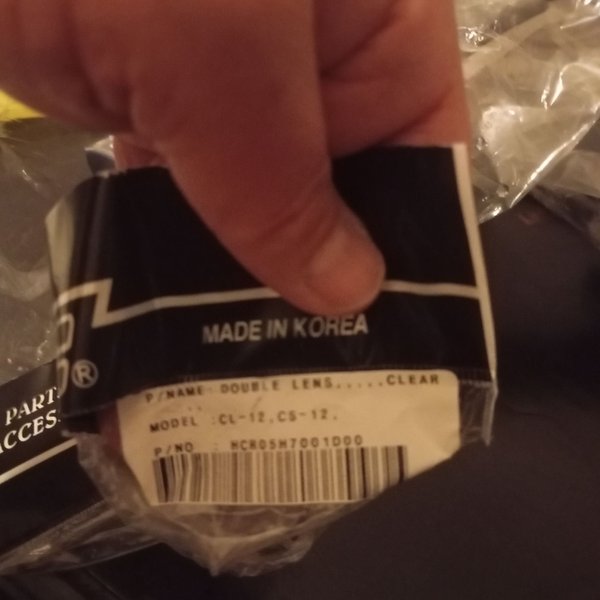 MADE IN KOREA
®
PART
ACCES
P/NAME: DOUBLE LENS.....CLEAR
MODEL :CL-12,CS-12,
P/NO : HCR05H7001D00